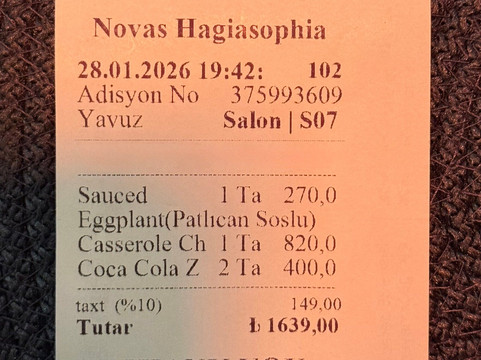 Novas Hagiasophia
28.01.2026 19:42: 102
Adisyon No 375993609
Yavuz Salon | S07
Sauced 1 Ta 270,0
Eggplant(Patlıcan Soslu)
Casserole Ch 1 Ta 820,0
Coca Cola Z 2 Ta 400,0
taxt (%10) 149,00
Tutar ₺ 1639,00